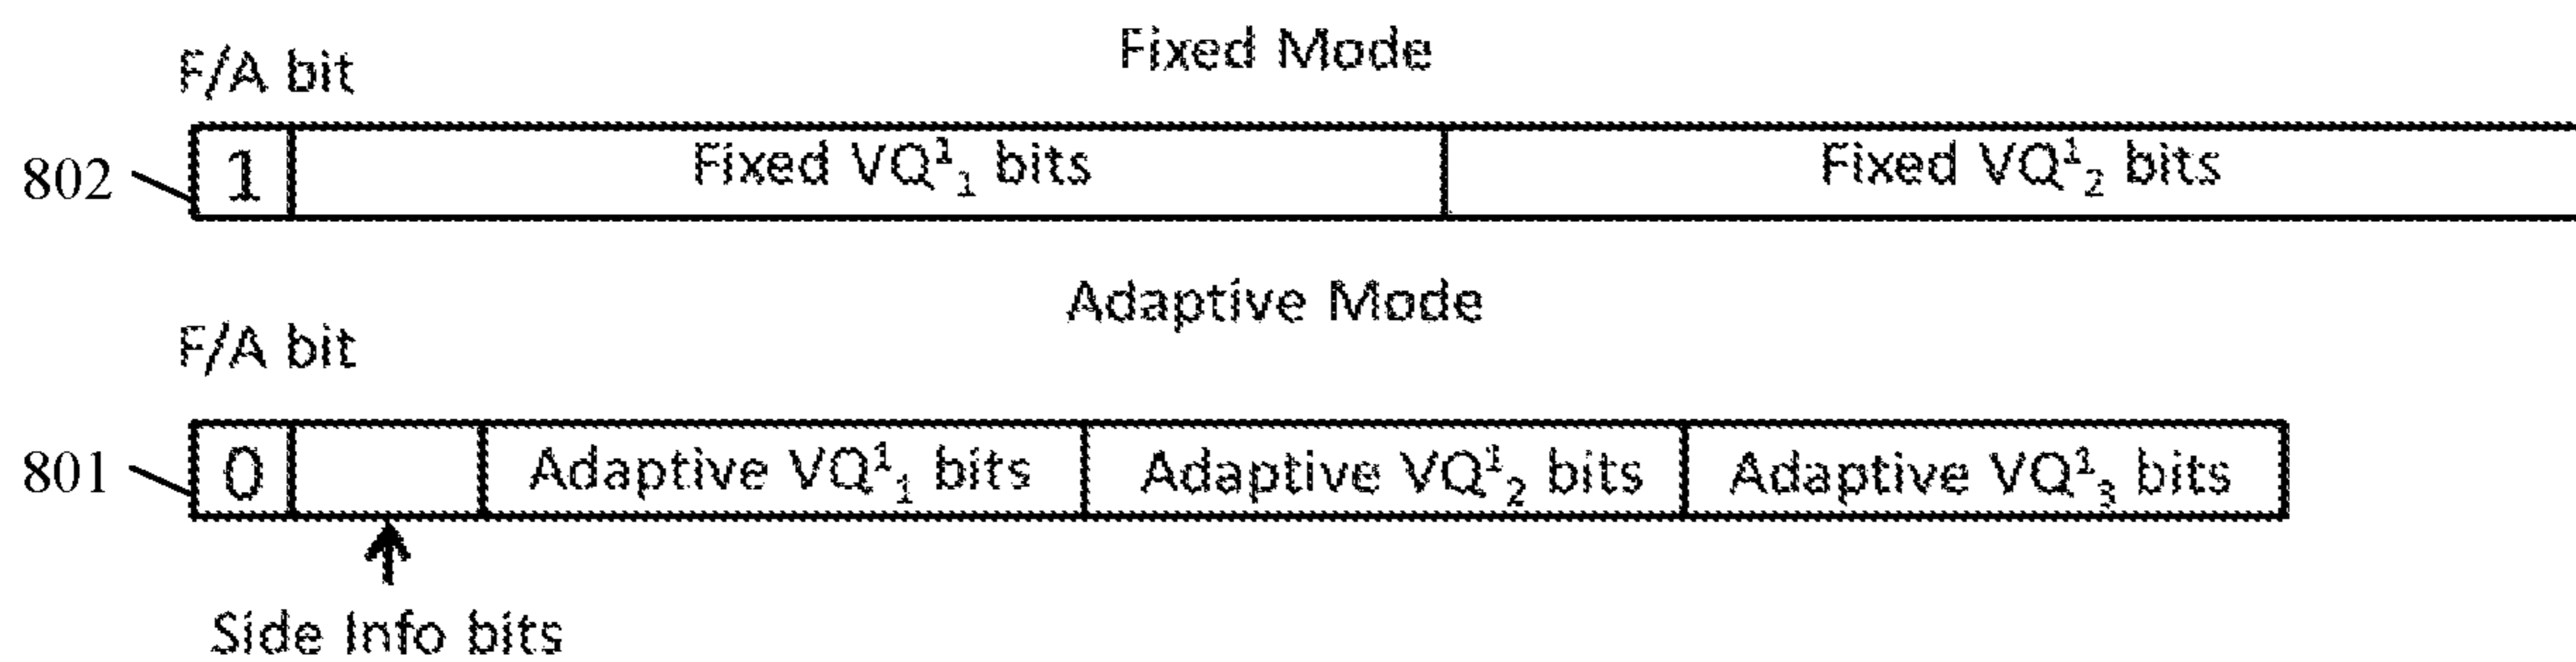 Fixed Mode
F/A bit
802 1 Fixed VQ¹₁ bits Fixed VQ¹₂ bits
Adaptive Mode
F/A bit
801 0 Adaptive VQ¹₁ bits Adaptive VQ¹₂ bits Adaptive VQ¹₃ bits
Side Info bits